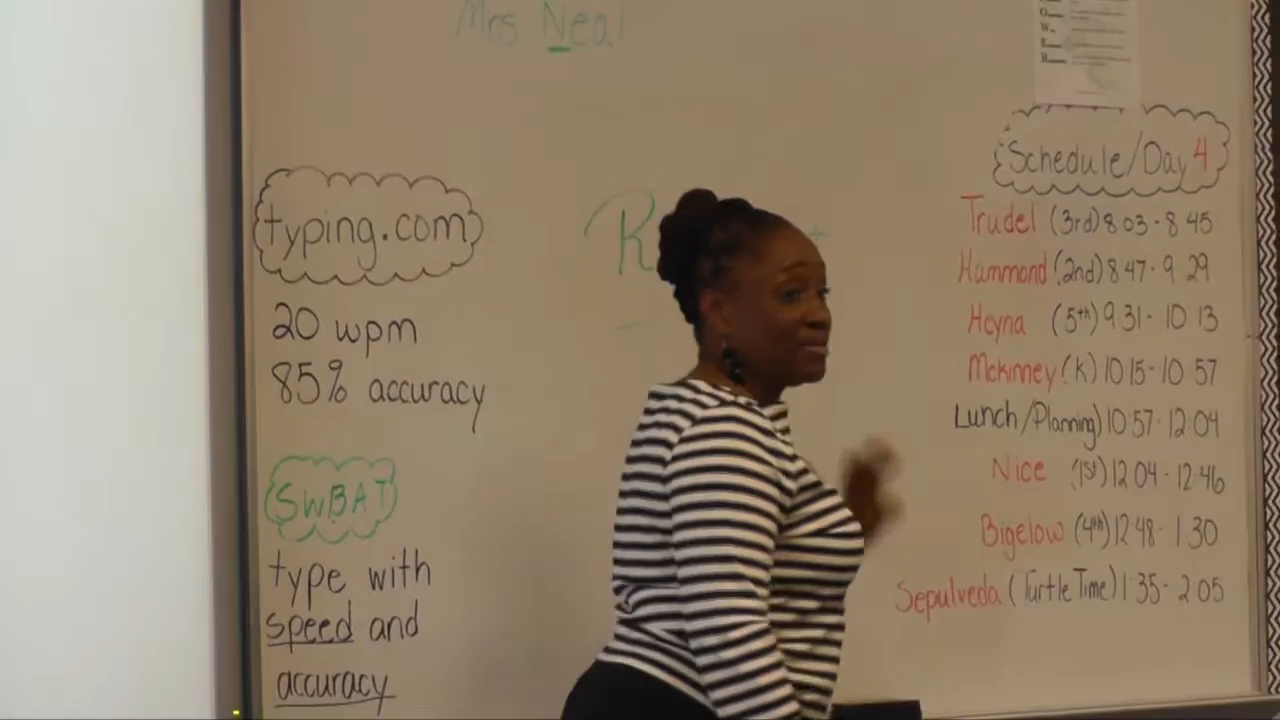 Mrs Neal
typing.com
20 wpm
85% accuracy
SWBAT
type with
speed and
accuracy
Schedule/Day 4
Trudel (3rd) 8 03 - 8 45
Hammond (2nd) 8 47 - 9 29
Heyna (5th) 9 31 - 10 13
Mckinney (K) 10 15 - 10 57
Lunch/Planning) 10:57 - 12:04
Nice (1st) 12 04 - 12 46
Bigelow (4th) 12:48 - 1 30
Sepulveda (Turtle Time) 1 35 - 2 05